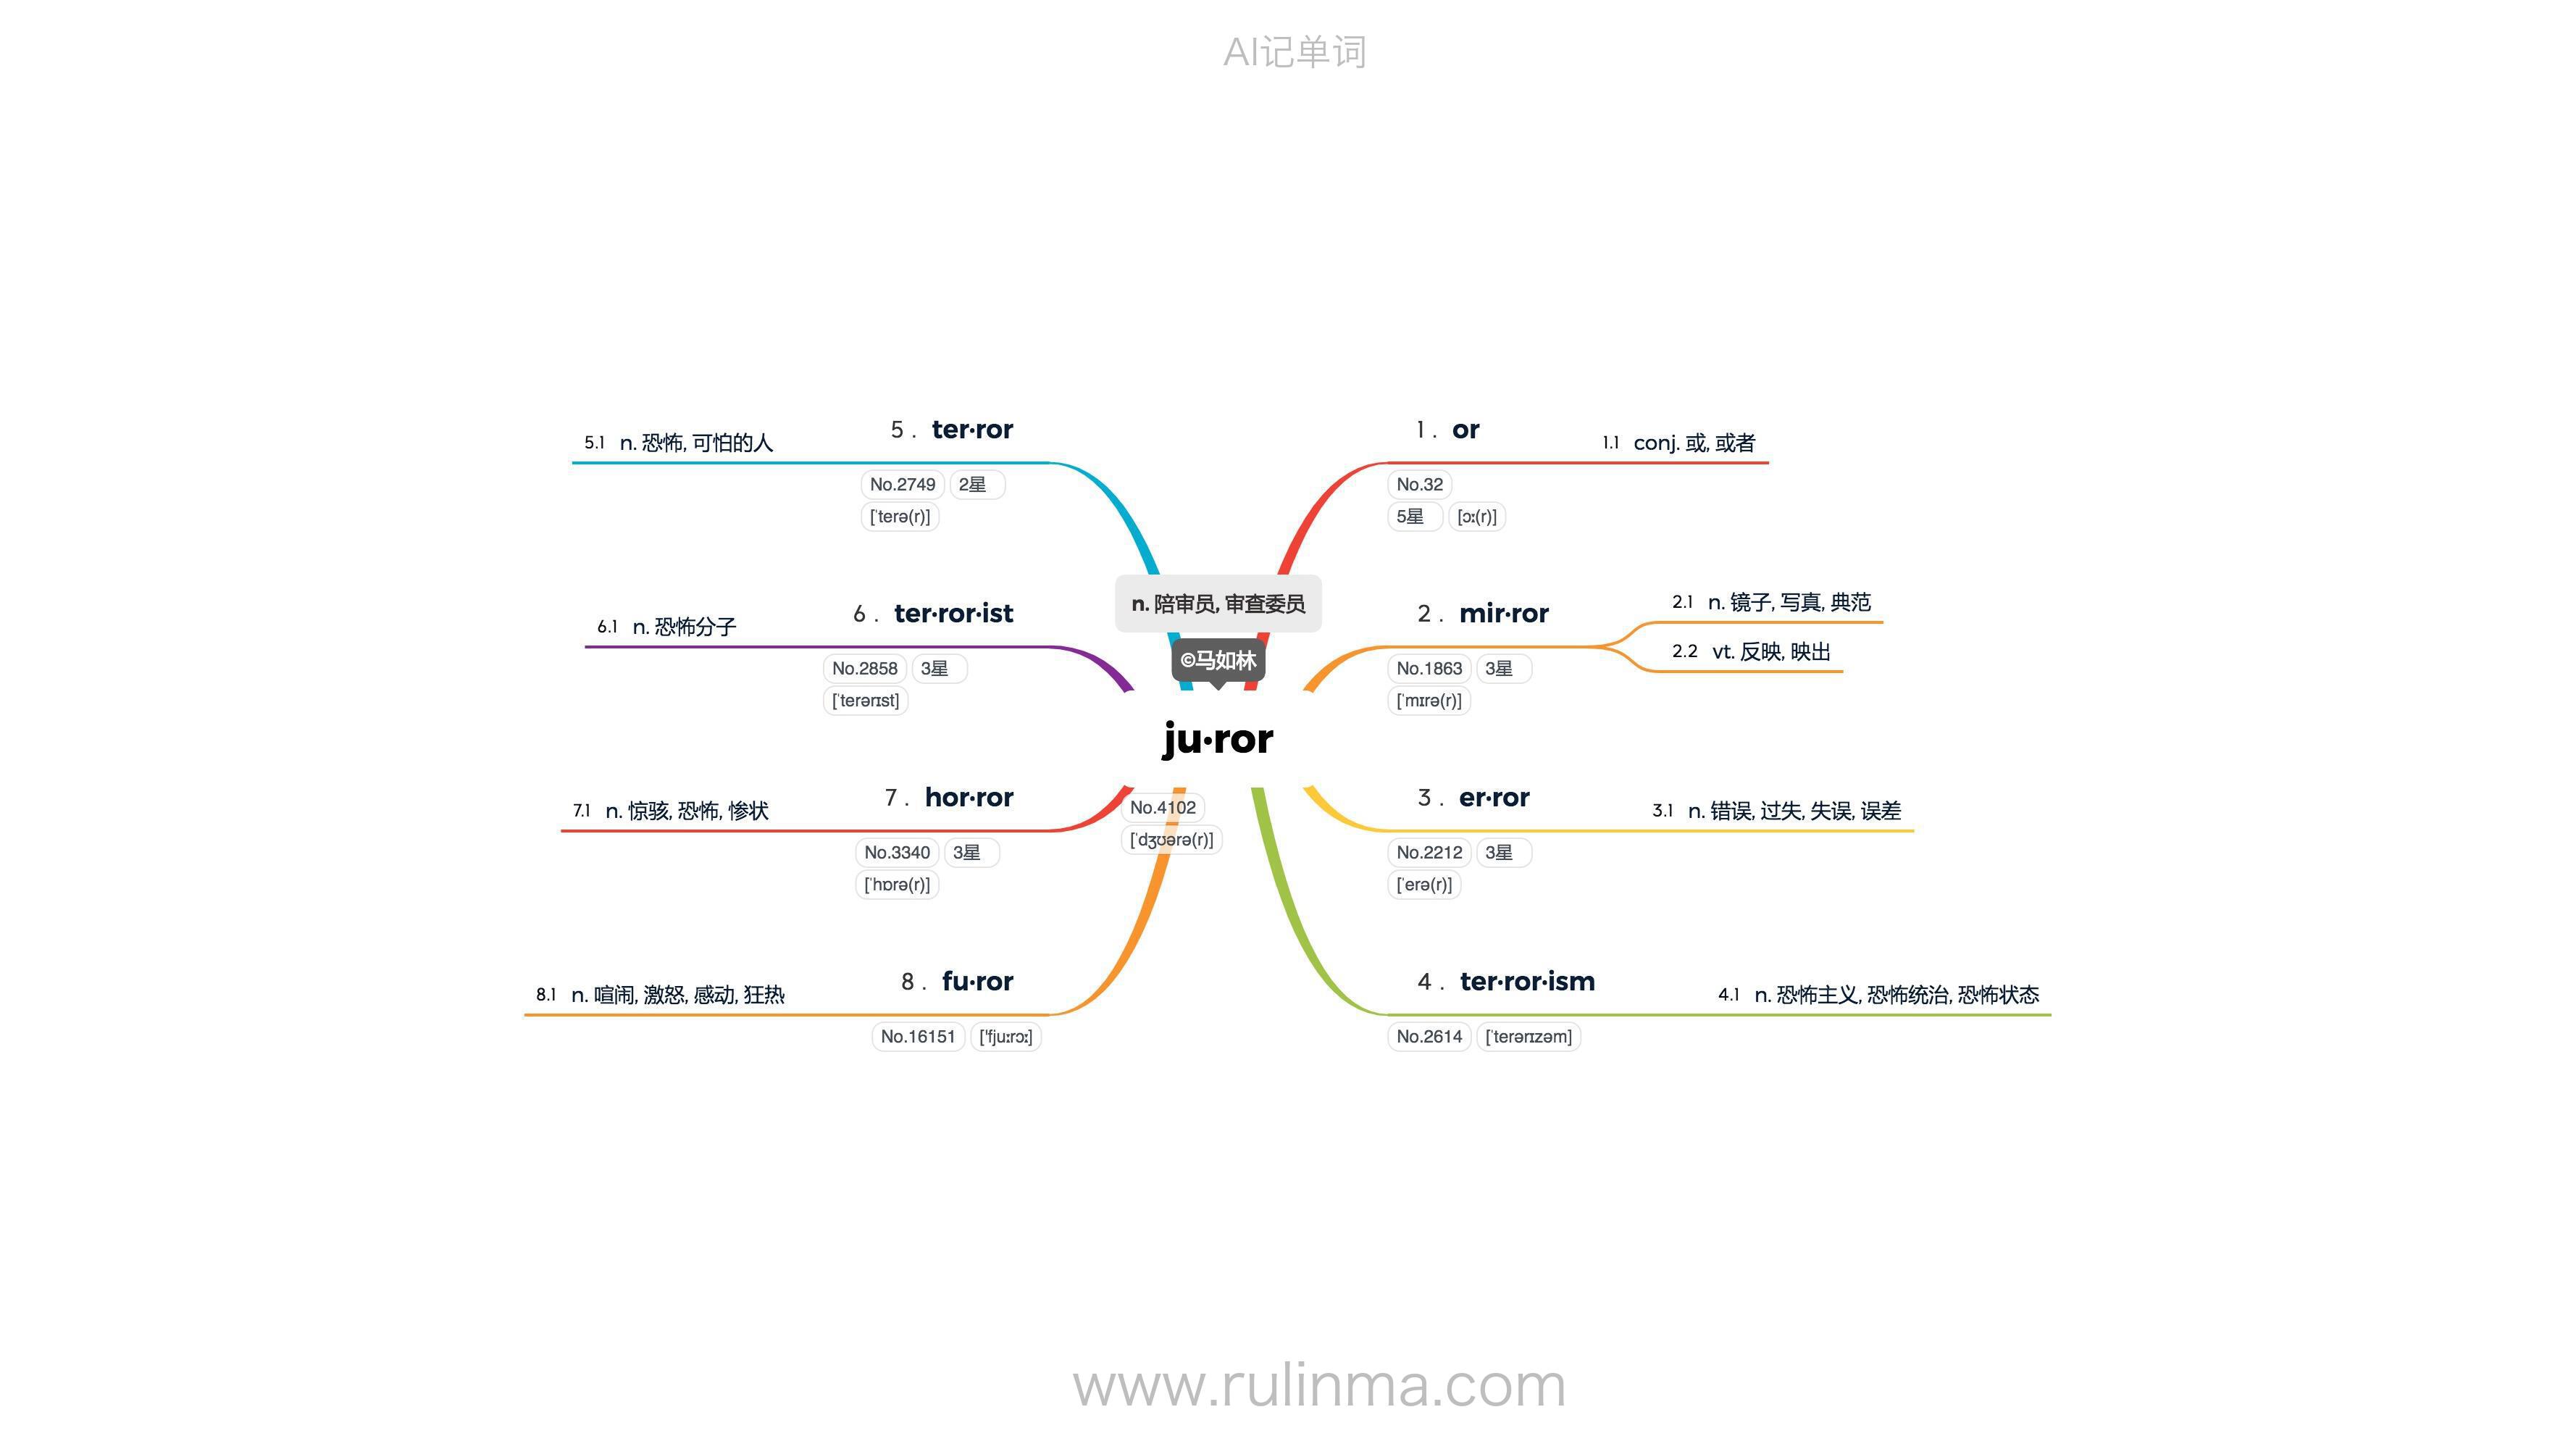 AI记单词
n. 陪审员, 审查委员
©马如林
ju·ror
No.4102
[ˈdʒʊərə(r)]
1 . or
No.32
5星 [ɔː(r)]
1.1 conj. 或, 或者
2 . mir·ror
No.1863 3星
[ˈmɪrə(r)]
2.1 n. 镜子, 写真, 典范
2.2 vt. 反映, 映出
3 . er·ror
No.2212 3星
[ˈerə(r)]
3.1 n. 错误, 过失, 失误, 误差
4 . ter·ror·ism
No.2614 [ˈterərɪzəm]
4.1 n. 恐怖主义, 恐怖统治, 恐怖状态
5 . ter·ror
No.2749 2星
[ˈterə(r)]
5.1 n. 恐怖, 可怕的人
6 . ter·ror·ist
No.2858 3星
[ˈterərɪst]
6.1 n. 恐怖分子
7 . hor·ror
No.3340 3星
[ˈhɒrə(r)]
7.1 n. 惊骇, 恐怖, 惨状
8 . fu·ror
No.16151 [ˈfjuːrɔː]
8.1 n. 喧闹, 激怒, 感动, 狂热
www.rulinma.com